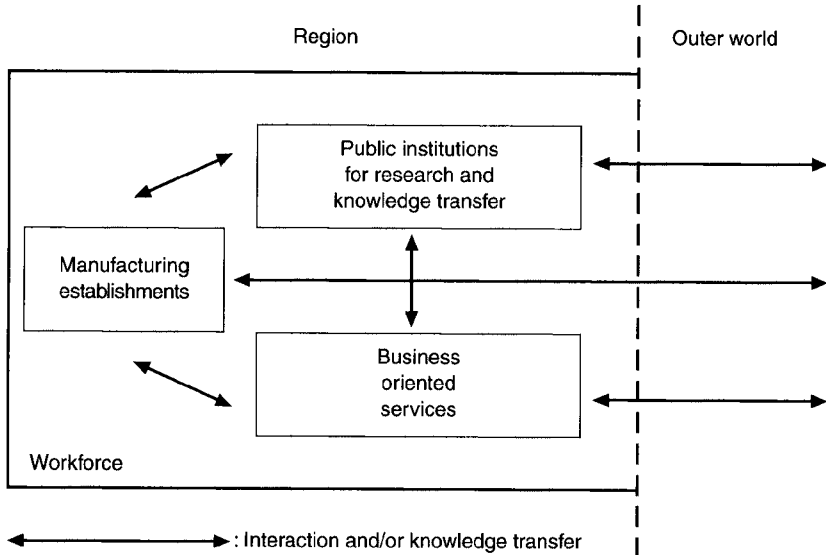 Region
Outer world
Public institutions
for research and
knowledge transfer
Manufacturing
establishments
Business
oriented
services
Workforce
: Interaction and/or knowledge transfer